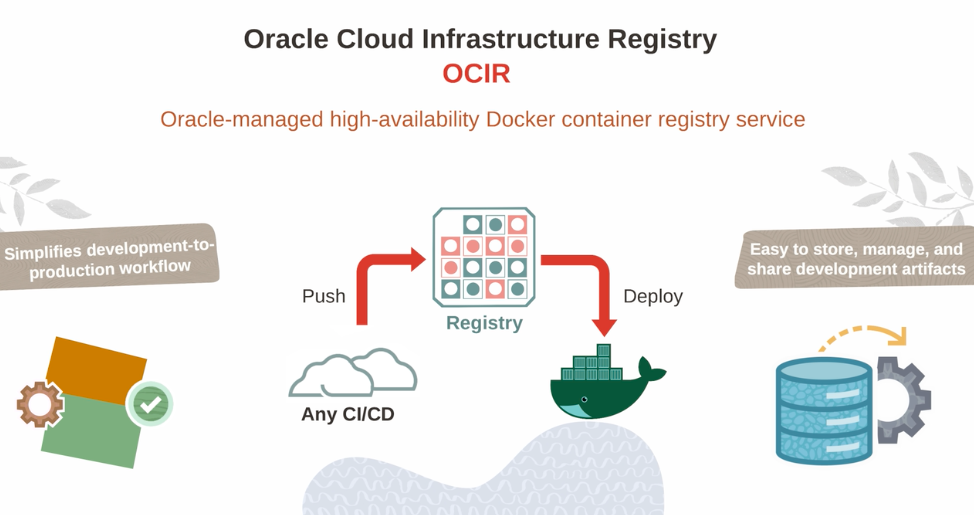 Oracle Cloud Infrastructure Registry
OCIR
Oracle-managed high-availability Docker container registry service
Simplifies development-to-
production workflow
Easy to store, manage, and
share development artifacts
Push
Deploy
Registry
Any CI/CD